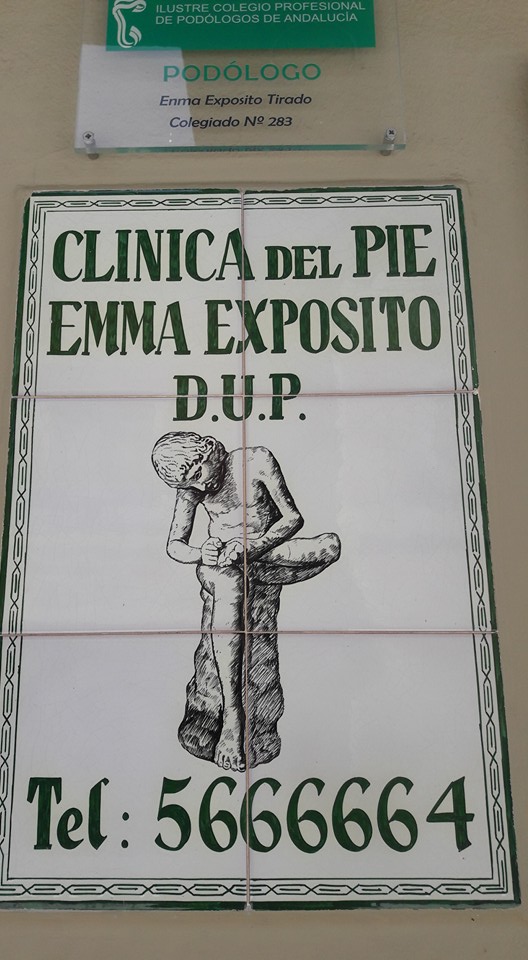 ILUSTRE COLEGIO PROFESIONAL
DE PODÓLOGOS DE ANDALUCÍA
PODÓLOGO
Enma Exposito Tirado
Colegiado Nº 283
CLINICA DEL PIE
EMMA EXPOSITO
D.U.P.
Tel: 5666664